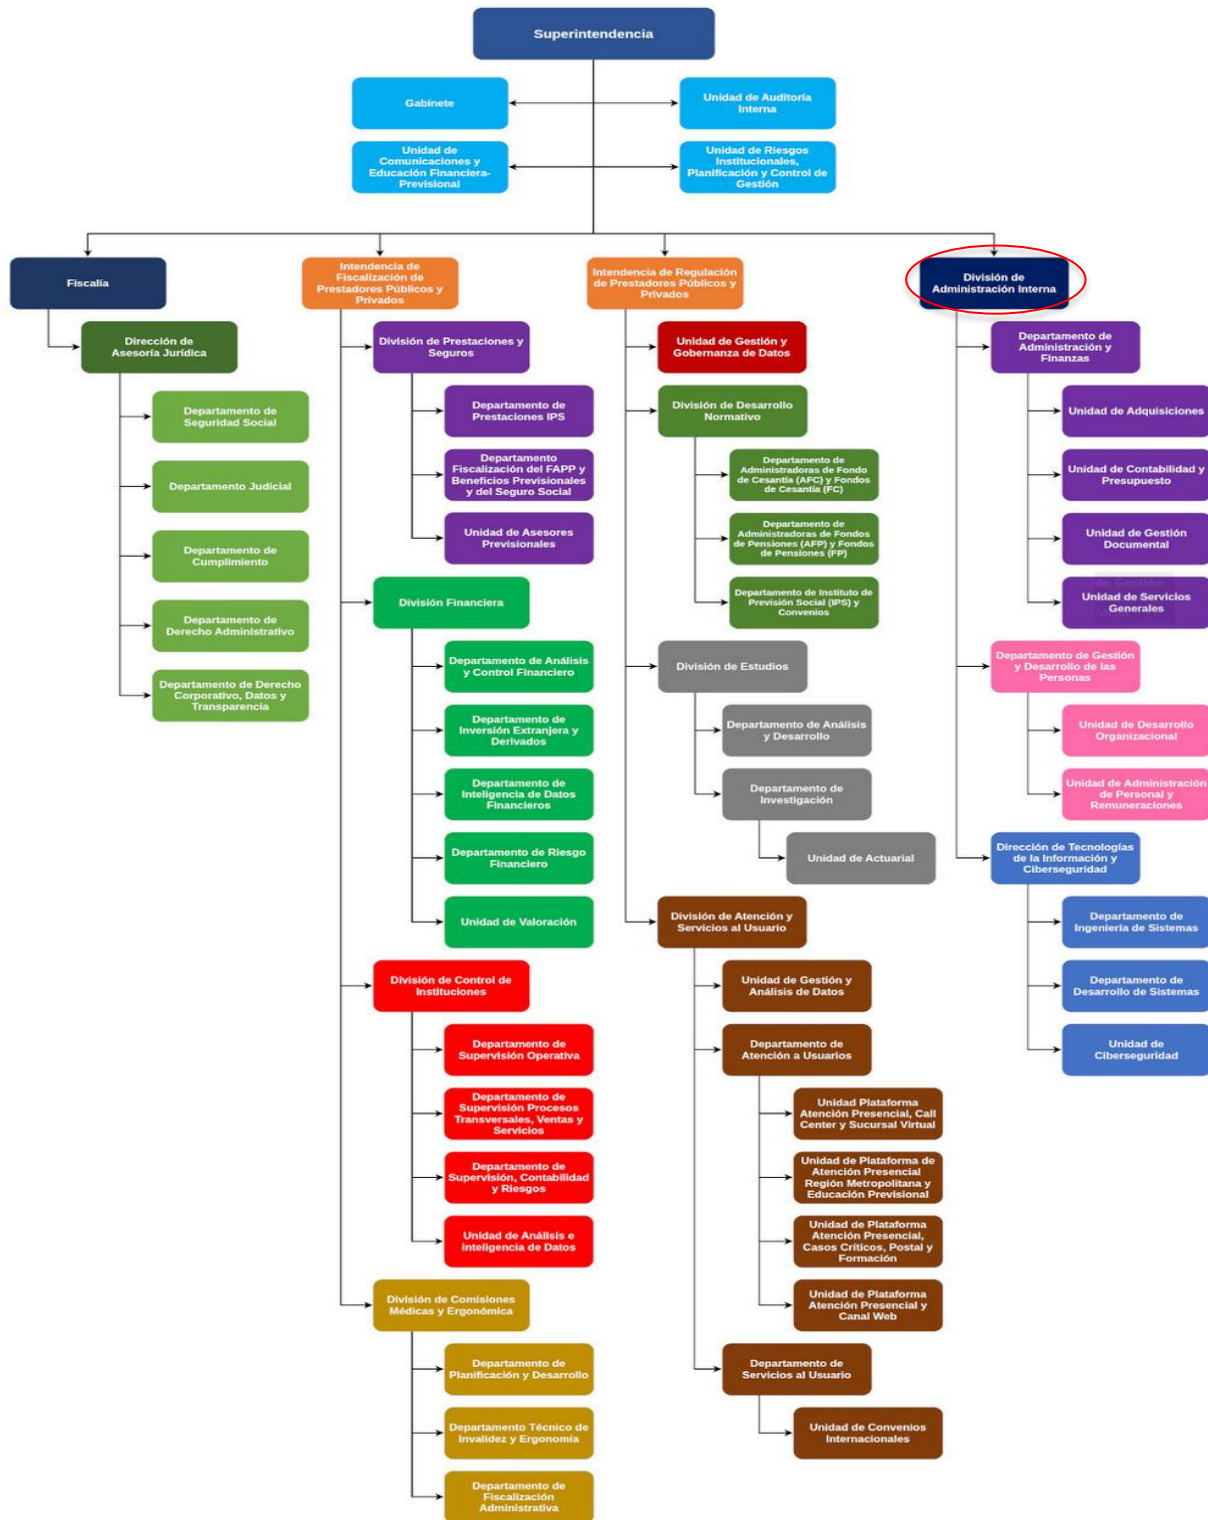 Superintendencia
Gabinete
Unidad de Auditoría
Interna
Unidad de
Comunicaciones y
Educación Financiera-
Previsional
Unidad de Riesgos
Institucionales,
Planificación y Control de
Gestión
Fiscalía
Intendencia de
Fiscalización de
Prestadores Públicos y
Privados
Intendencia de Regulación
de Prestadores Públicos y
Privados
División de
Administración Interna
Dirección de
Asesoría Jurídica
Departamento de
Seguridad Social
Departamento Judicial
Departamento de
Cumplimiento
Departamento de
Derecho Administrativo
Departamento de Derecho
Corporativo, Datos y
Transparencia
División de Prestaciones y
Seguros
Departamento de
Prestaciones IPS
Departamento
Fiscalización del FAPP y
Beneficios Previsionales
y del Seguro Social
Unidad de Asesores
Previsionales
División Financiera
Departamento de Análisis
y Control Financiero
Departamento de
Inversión Extranjera y
Derivados
Departamento de
Inteligencia de Datos
Financieros
Departamento de Riesgo
Financiero
Unidad de Valoración
División de Control de
Instituciones
Departamento de
Supervisión Operativa
Departamento de
Supervisión Procesos
Transversales, Ventas y
Servicios
Departamento de
Supervisión, Contabilidad
y Riesgos
Unidad de Análisis e
inteligencia de Datos
División de Comisiones
Médicas y Ergonómica
Departamento de
Planificación y Desarrollo
Departamento Técnico de
Invalidez y Ergonomía
Departamento de
Fiscalización
Administrativa
Unidad de Gestión y
Gobernanza de Datos
División de Desarrollo
Normativo
Departamento de
Administradoras de Fondo
de Cesantía (AFC) y Fondos
de Cesantía (FC)
Departamento de
Administradoras de Fondos
de Pensiones (AFP) y Fondos
de Pensiones (FP)
Departamento de Instituto de
Previsión Social (IPS) y
Convenios
División de Estudios
Departamento de Análisis
y Desarrollo
Departamento de
Investigación
Unidad de Actuarial
División de Atención y
Servicios al Usuario
Unidad de Gestión y
Análisis de Datos
Departamento de
Atención a Usuarios
Unidad Plataforma
Atención Presencial, Call
Center y Sucursal Virtual
Unidad de Plataforma de
Atención Presencial
Región Metropolitana y
Educación Previsional
Unidad de Plataforma
Atención Presencial,
Casos Críticos, Postal y
Formación
Unidad de Plataforma
Atención Presencial y
Canal Web
Departamento de
Servicios al Usuario
Unidad de Convenios
Internacionales
Departamento de
Administración y
Finanzas
Unidad de Adquisiciones
Unidad de Contabilidad y
Presupuesto
Unidad de Gestión
Documental
de Gestión
Unidad de Servicios
Generales
Departamento de Gestión
y Desarrollo de las
Personas
Unidad de Desarrollo
Organizacional
Unidad de Administración
de Personal y
Remuneraciones
Dirección de Tecnologías
de la Información y
Ciberseguridad
Departamento de
Ingeniería de Sistemas
Departamento de
Desarrollo de Sistemas
Unidad de
Ciberseguridad